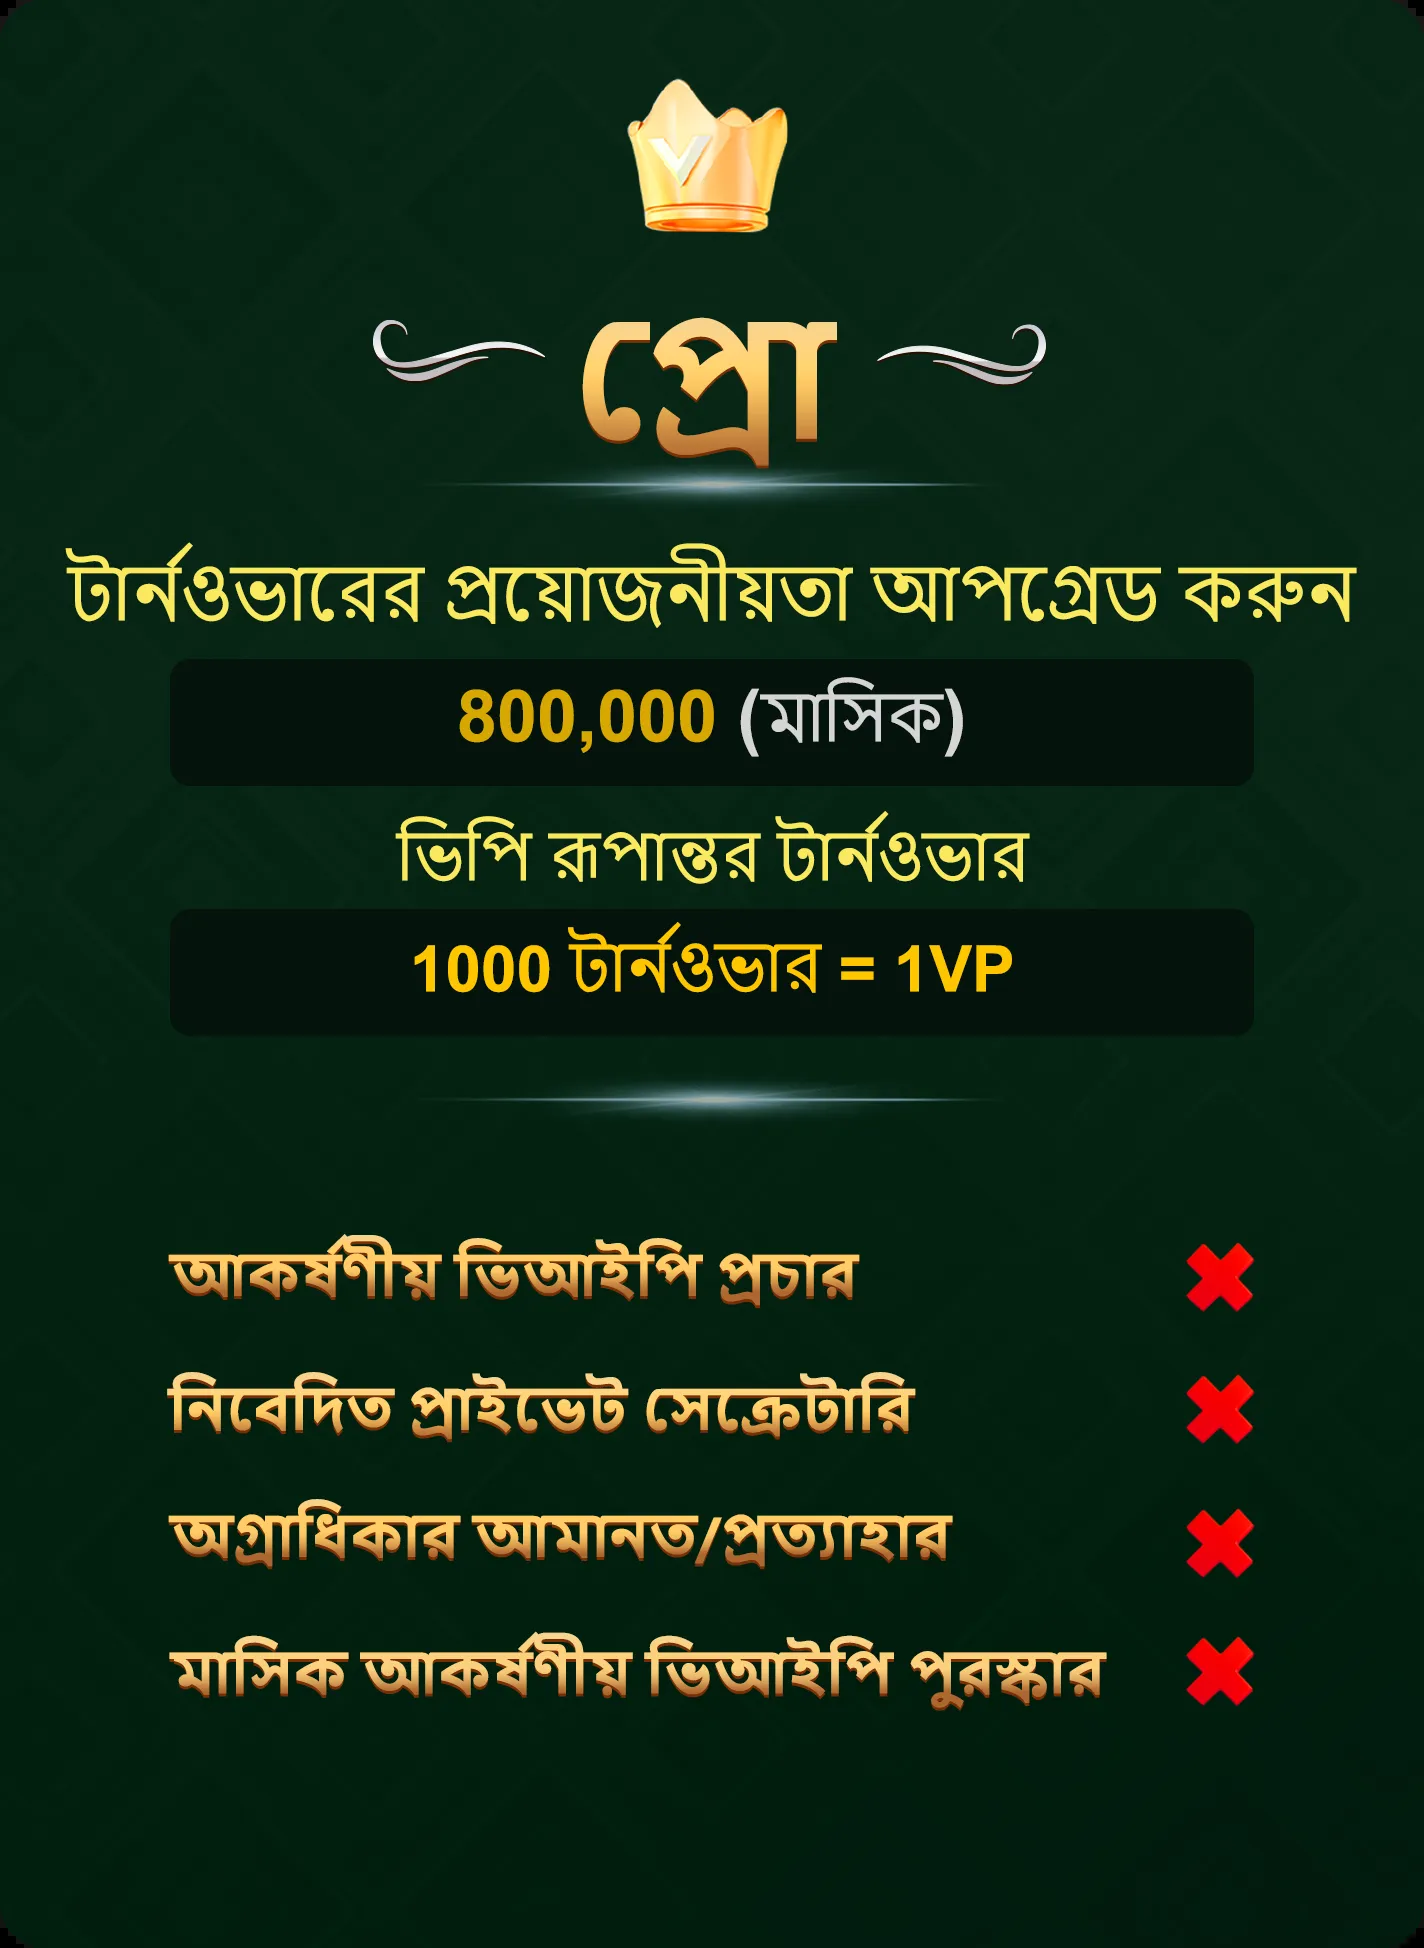 প্রো
টার্নওভারের প্রয়োজনীয়তা আপগ্রেড করুন
800,000 (মাসিক)
ভিপি রূপান্তর টার্নওভার
1000 টার্নওভার = 1VP
আকর্ষণীয় ভিআইপি প্রচার
নিবেদিত প্রাইভেট সেক্রেটারি
অগ্রাধিকার আমানত/প্রত্যাহার
মাসিক আকর্ষণীয় ভিআইপি পুরস্কার